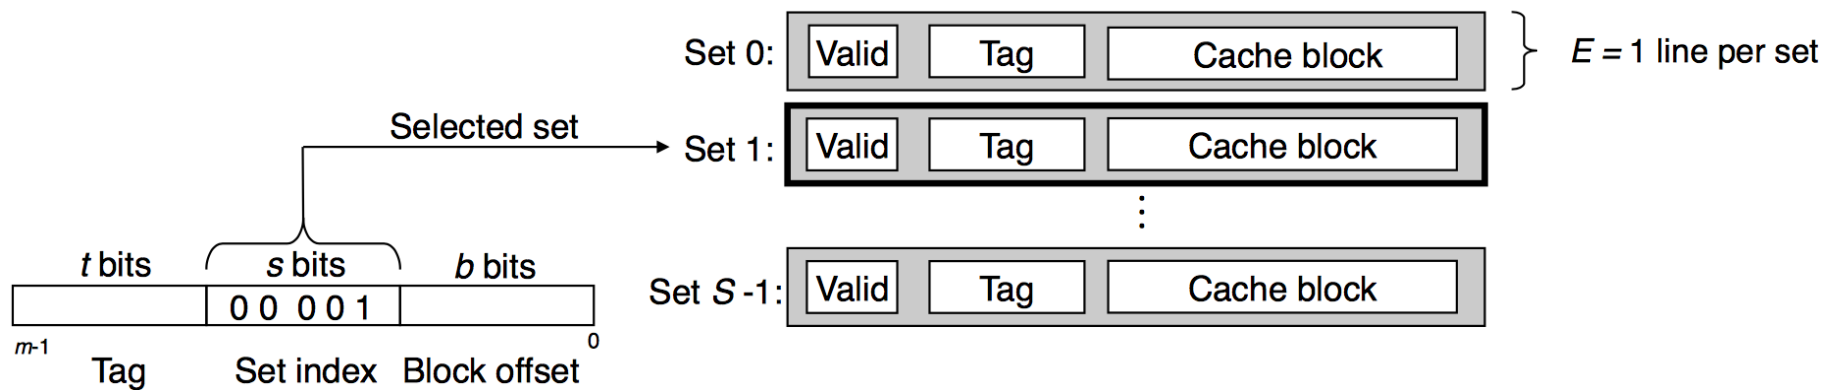 Set 0: Valid Tag Cache block E = 1 line per set
Selected set
Set 1: Valid Tag Cache block
⋮
t bits s bits b bits
Set S -1: Valid Tag Cache block
0 0 0 0 1
m-1 0
Tag Set index Block offset